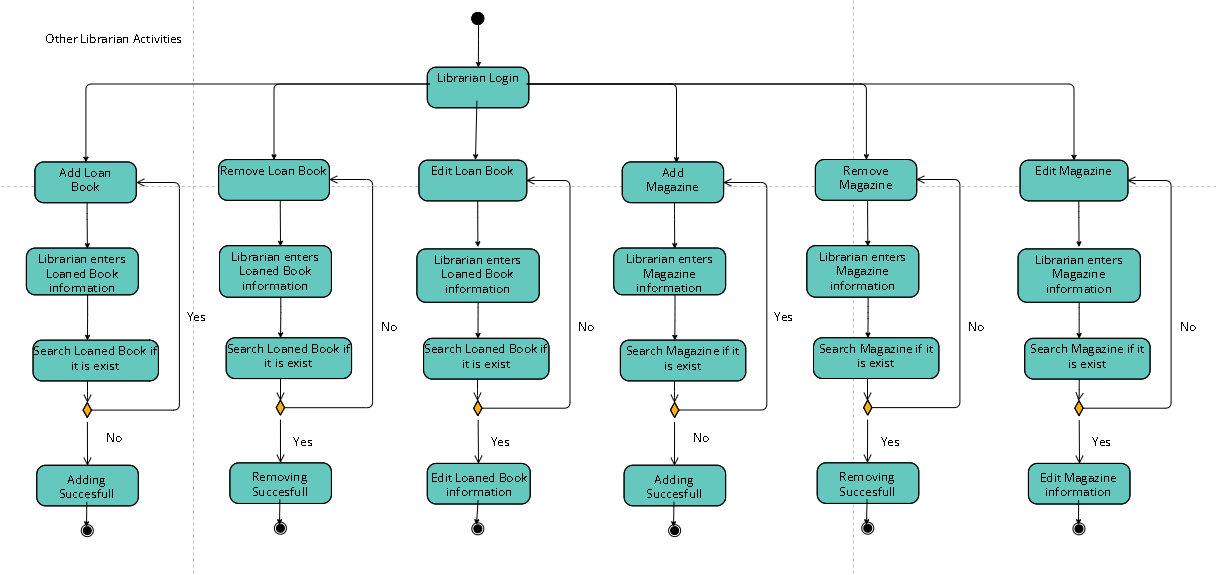 Other Librarian Activities
Librarian Login
Add Loan
Book
Remove Loan Book
Edit Loan Book
Add
Magazine
Remove
Magazine
Edit Magazine
Librarian enters
Loaned Book
information
Librarian enters
Loaned Book
information
Librarian enters
Loaned Book
information
Librarian enters
Magazine
information
Librarian enters
Magazine
information
Librarian enters
Magazine
information
Yes
No
No
Yes
No
No
Search Loaned Book if
it is exist
Search Loaned Book if
it is exist
Search Loaned Book if
it is exist
Search Magazine if it
is exist
Search Magazine if it
is exist
Search Magazine if it
is exist
No
Yes
Yes
No
Yes
Yes
Adding
Succesfull
Removing
Succesfull
Edit Loaned Book
information
Adding
Succesfull
Removing
Succesfull
Edit Magazine
information